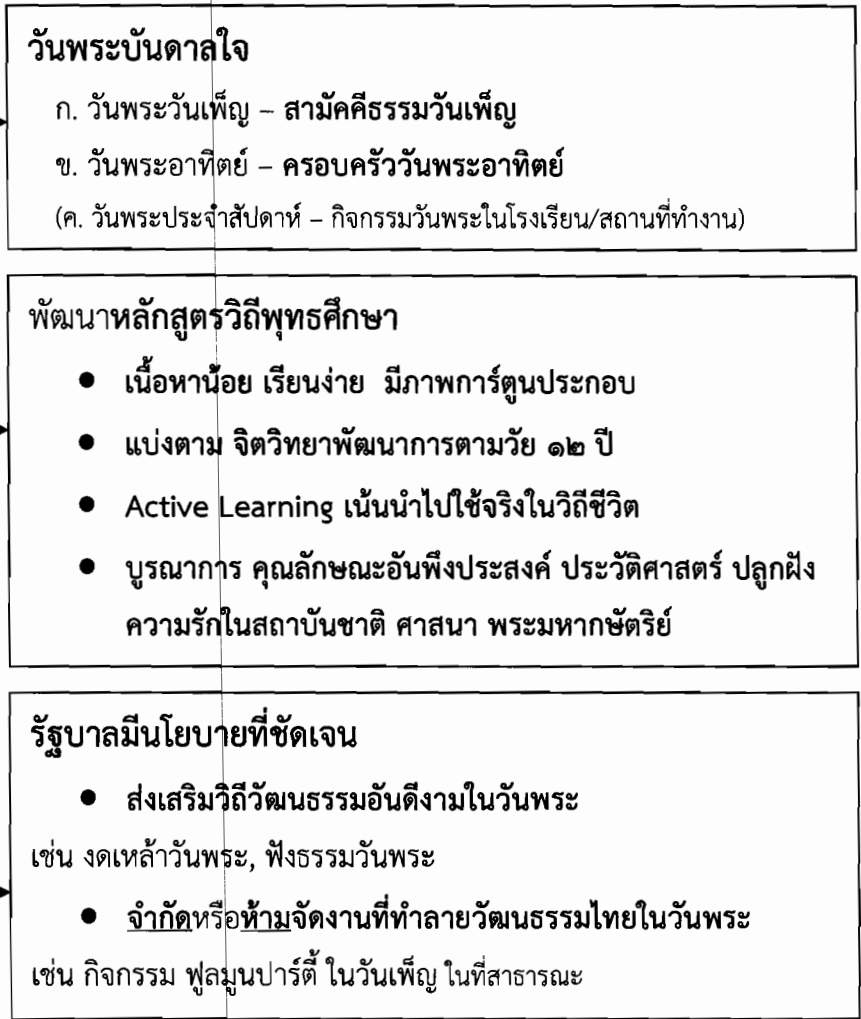 วันพระบันดาลใจ
ก. วันพระวันเพ็ญ – สามัคคีธรรมวันเพ็ญ
ข. วันพระอาทิตย์ – ครอบครัววันพระอาทิตย์
(ค. วันพระประจำสัปดาห์ – กิจกรรมวันพระในโรงเรียน/สถานที่ทำงาน)
พัฒนาหลักสูตรวิถีพุทธศึกษา
● เนื้อหาน้อย เรียนง่าย มีภาพการ์ตูนประกอบ
● แบ่งตาม จิตวิทยาพัฒนาการตามวัย ๑๒ ปี
● Active Learning เน้นนำไปใช้จริงในวิถีชีวิต
● บูรณาการ คุณลักษณะอันพึงประสงค์ ประวัติศาสตร์ ปลูกฝัง
ความรักในสถาบันชาติ ศาสนา พระมหากษัตริย์
รัฐบาลมีนโยบายที่ชัดเจน
● ส่งเสริมวิถีวัฒนธรรมอันดีงามในวันพระ
เช่น งดเหล้าวันพระ, ฟังธรรมวันพระ
● จำกัดหรือห้ามจัดงานที่ทำลายวัฒนธรรมไทยในวันพระ
เช่น กิจกรรม ฟูลมูนปาร์ตี้ ในวันเพ็ญ ในที่สาธารณะ